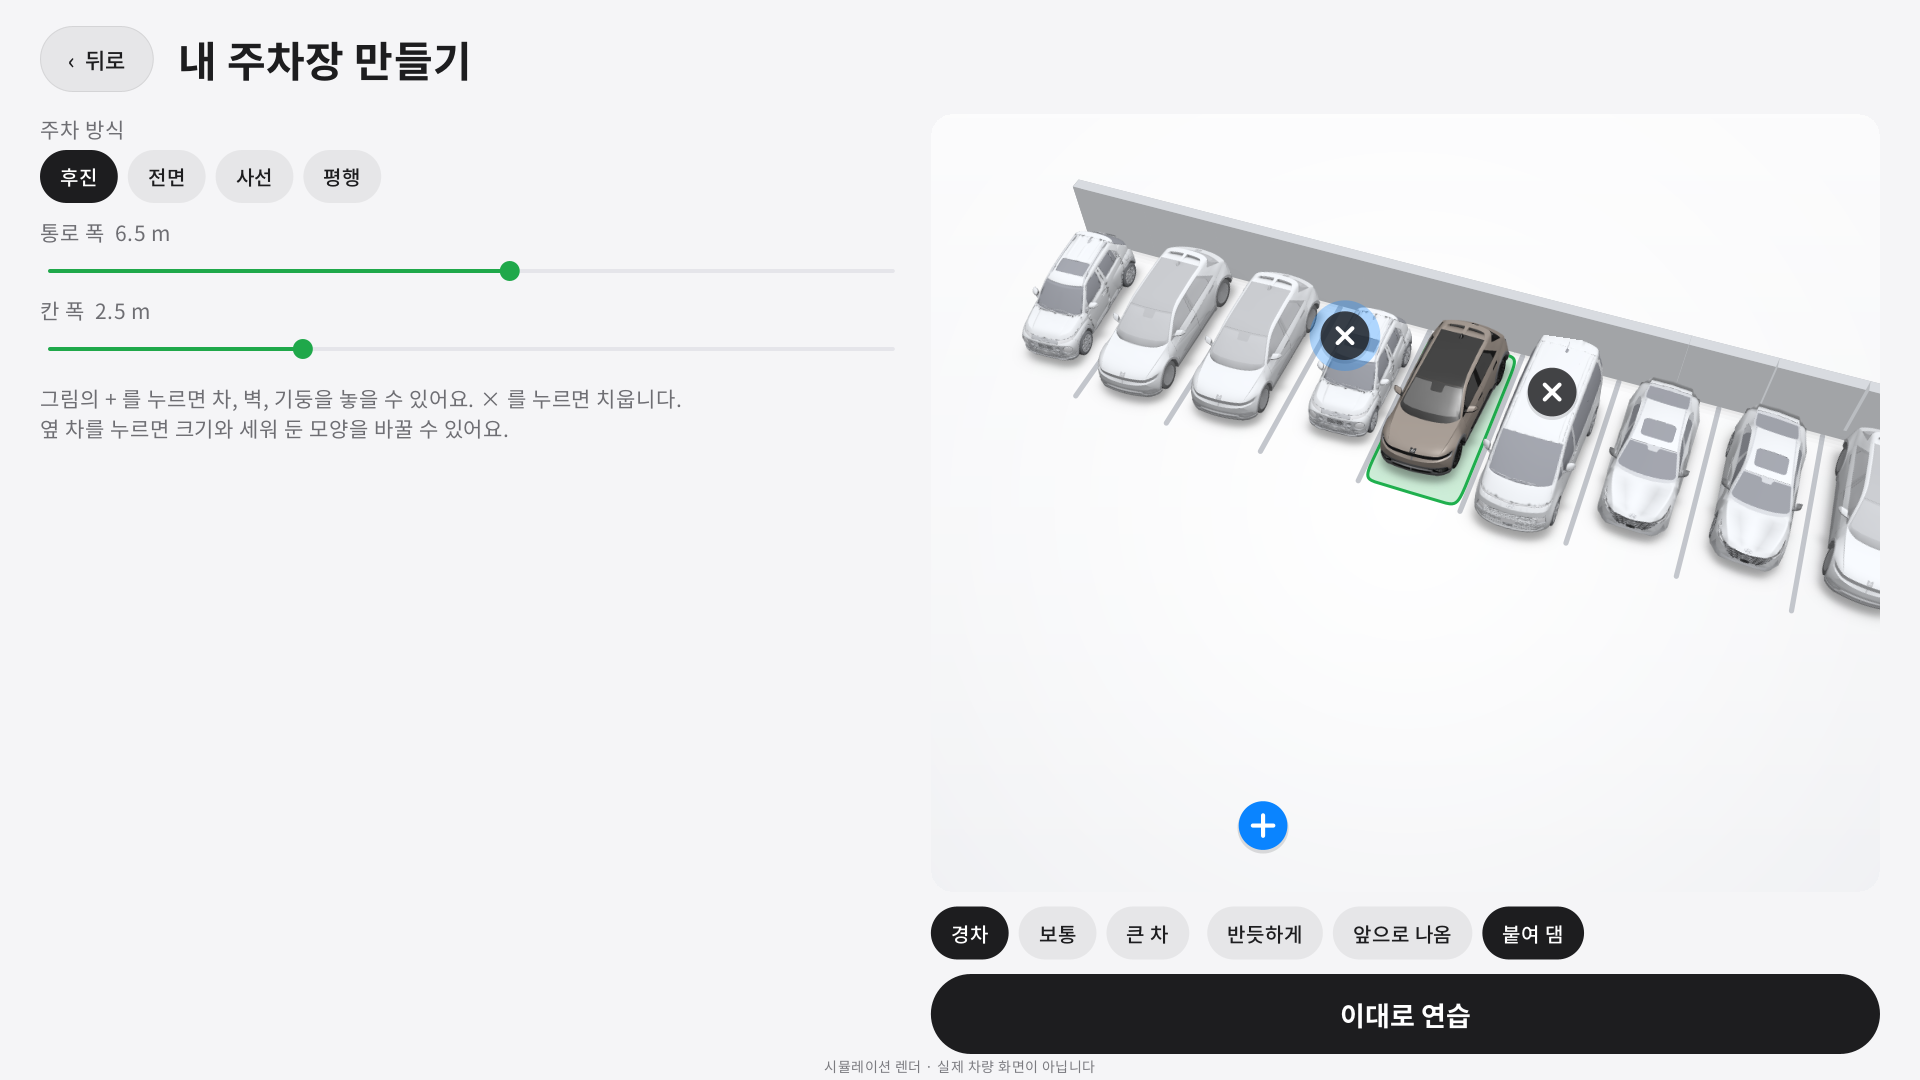 ‹ 뒤로
내 주차장 만들기
주차 방식
후진 전면 사선 평행
통로 폭 6.5 m
칸 폭 2.5 m
그림의 + 를 누르면 차, 벽, 기둥을 놓을 수 있어요. × 를 누르면 치웁니다.
옆 차를 누르면 크기와 세워 둔 모양을 바꿀 수 있어요.
경차 보통 큰 차 반듯하게 앞으로 나옴 붙여 댐
이대로 연습
시뮬레이션 렌더 · 실제 차량 화면이 아닙니다